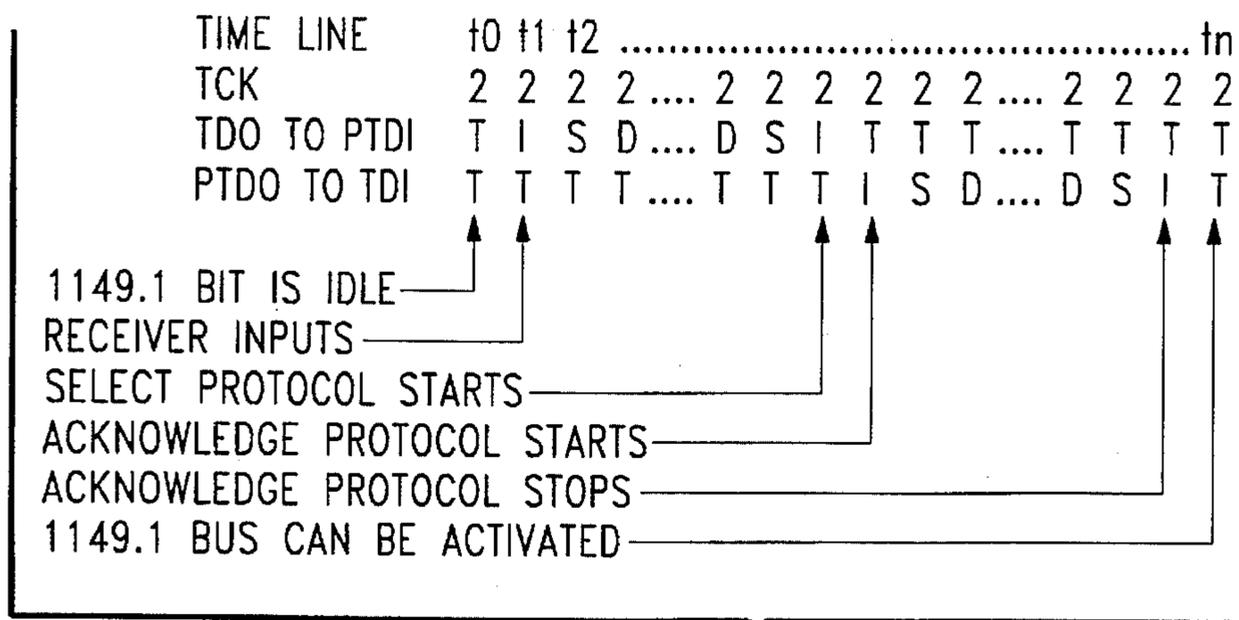 TIME LINE t0 t1 t2 ................................................ tn
TCK 2 2 2 2 .... 2 2 2 2 2 2 .... 2 2 2 2
TDO TO PTDI T I S D .... D S I T T T .... T T T T
PTDO TO TDI T T T T .... T T T I S D .... D S I T
1149.1 BIT IS IDLE
RECEIVER INPUTS
SELECT PROTOCOL STARTS
ACKNOWLEDGE PROTOCOL STARTS
ACKNOWLEDGE PROTOCOL STOPS
1149.1 BUS CAN BE ACTIVATED